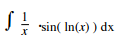 ∫ 1/x ·sin( ln(x) ) dx